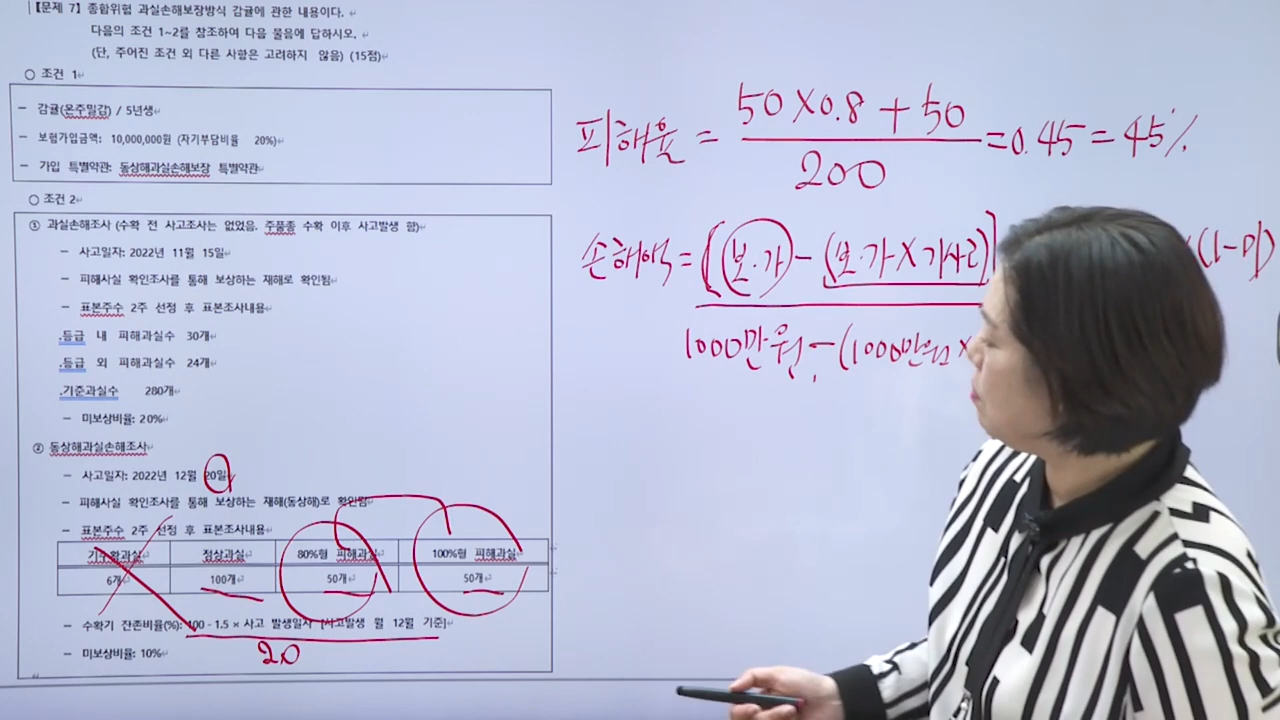 【문제 7】 종합위험 과실손해보장방식 감귤에 관한 내용이다.
다음의 조건 1~2를 참조하여 다음 물음에 답하시오.
(단, 주어진 조건 외 다른 사항은 고려하지 않음) (15점)
○ 조건 1
- 감귤(온주밀감) / 5년생
- 보험가입금액: 10,000,000원 (자기부담비율 20%)
- 가입 특별약관: 동상해과실손해보장 특별약관
○ 조건 2
① 과실손해조사 (수확 전 사고조사는 없었음. 주품종 수확 이후 사고발생 함)
- 사고일자: 2022년 11월 15일
- 피해사실 확인조사를 통해 보상하는 재해로 확인됨
- 표본주수 2주 선정 후 표본조사내용
.등급 내 피해과실수 30개
.등급 외 피해과실수 24개
.기준과실수 280개
- 미보상비율: 20%
② 동상해과실손해조사
- 사고일자: 2022년 12월 20일
- 피해사실 확인조사를 통해 보상하는 재해(동상해)로 확인됨
- 표본주수 2주 선정 후 표본조사내용
기수확과실 정상과실 80%형 피해과실 100%형 피해과실
6개 100개 50개 50개
- 수확기 잔존비율(%): 100 - 1.5 × 사고 발생일자 [사고발생 월 12월 기준]
20
- 미보상비율: 10%
피해율 = 50×0.8 + 50 / 200 = 0.45 = 45%
손해액 = [(보·가) - (보·가 × 기사고)] (1-미)
1000만원 - (1000만원 ×